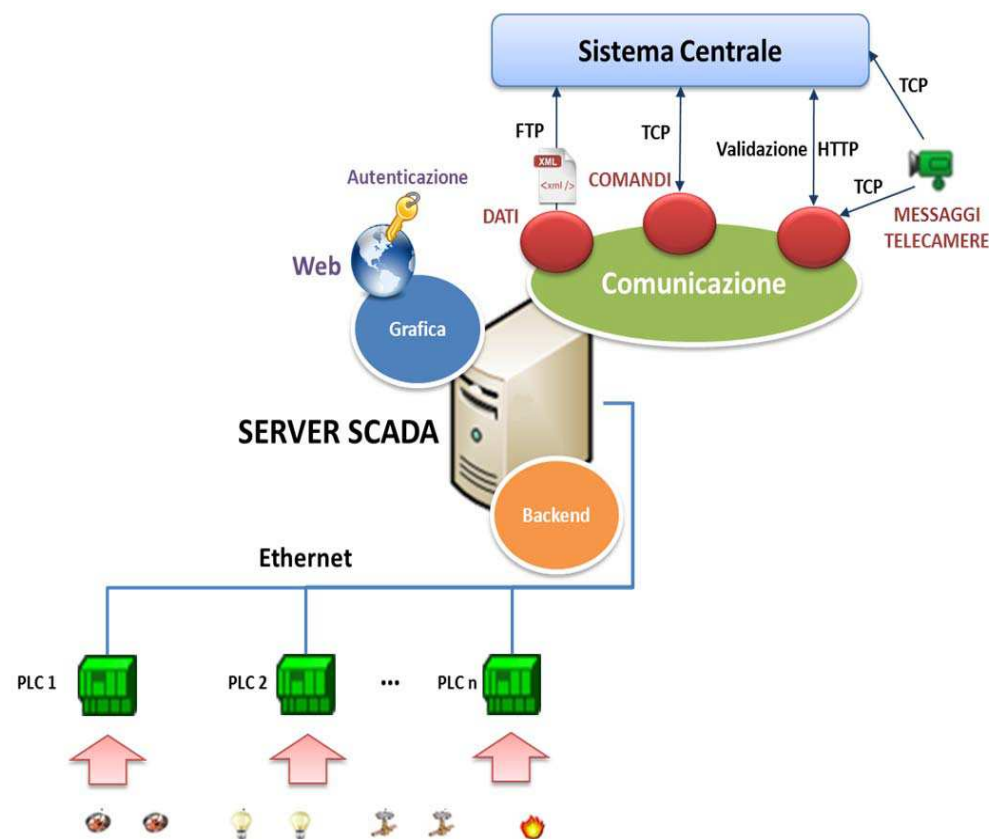 Sistema Centrale
TCP
FTP
TCP
Validazione
HTTP
XML
<xml />
Autenticazione
COMANDI
TCP
DATI
MESSAGGI
TELECAMERE
Web
Comunicazione
Grafica
SERVER SCADA
Backend
Ethernet
PLC 1
PLC 2
...
PLC n